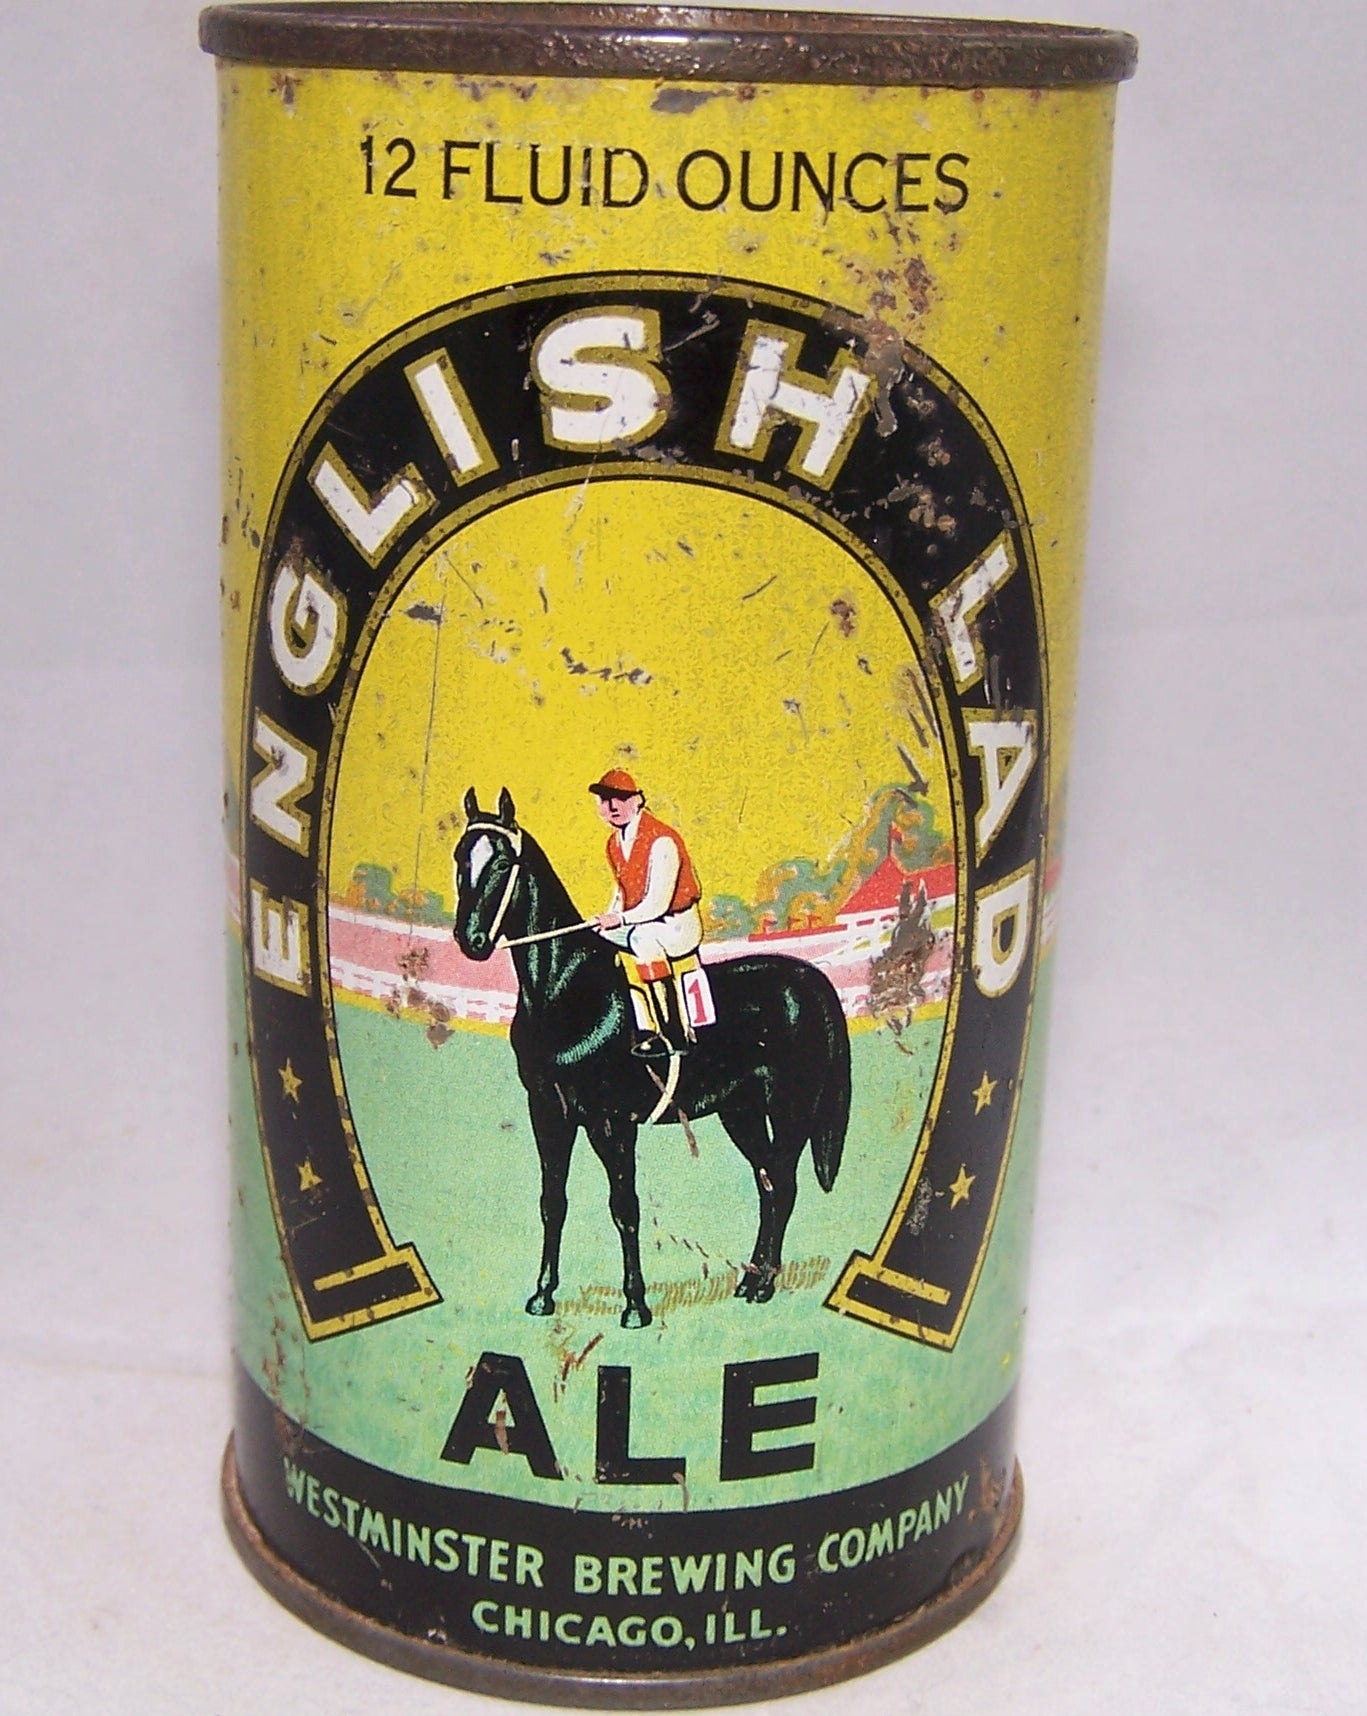 12 FLUID OUNCES
ENGLISH LAD
1
ALE
WESTMINSTER BREWING COMPANY
CHICAGO, ILL.